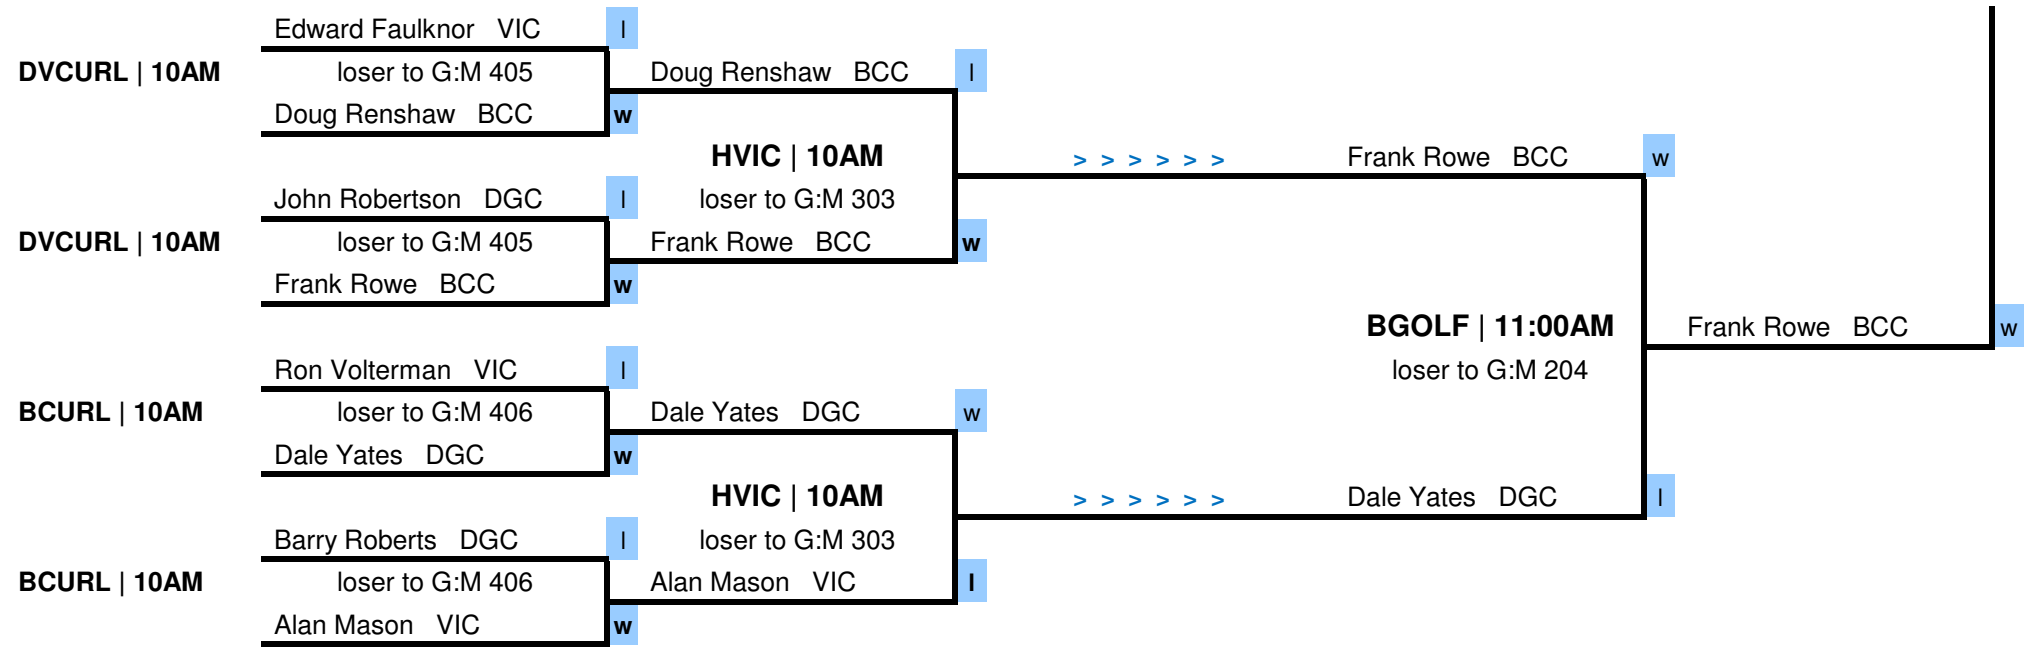 Edward Faulknor VIC l
DVCURL | 10AM loser to G:M 405 Doug Renshaw BCC l
Doug Renshaw BCC w
HVIC | 10AM > > > > > > Frank Rowe BCC w
John Robertson DGC l loser to G:M 303
DVCURL | 10AM loser to G:M 405 Frank Rowe BCC w
Frank Rowe BCC w
BGOLF | 11:00AM Frank Rowe BCC w
Ron Volterman VIC l loser to G:M 204
BCURL | 10AM loser to G:M 406 Dale Yates DGC w
Dale Yates DGC w
HVIC | 10AM > > > > > > Dale Yates DGC l
Barry Roberts DGC l loser to G:M 303
BCURL | 10AM loser to G:M 406 Alan Mason VIC l
Alan Mason VIC w